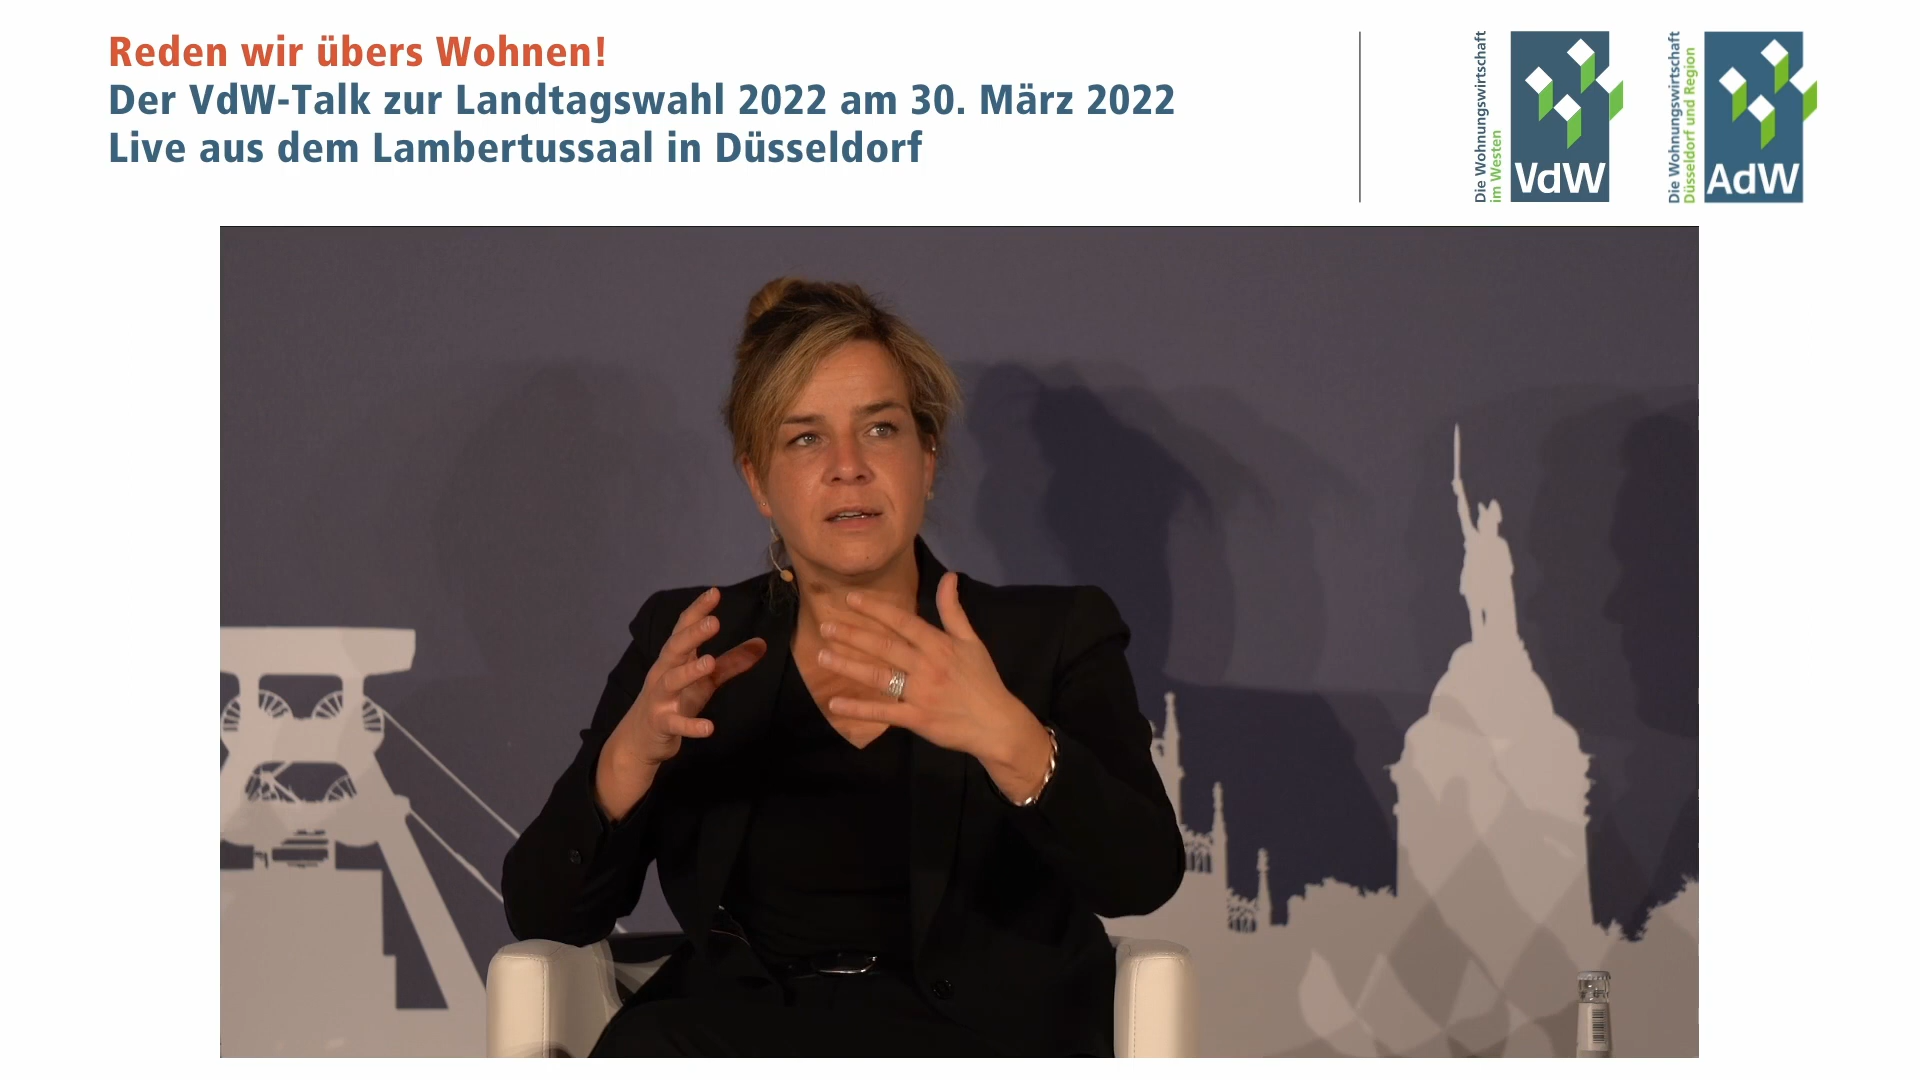 Reden wir übers Wohnen!
Der VdW-Talk zur Landtagswahl 2022 am 30. März 2022
Live aus dem Lambertussaal in Düsseldorf
Die Wohnungswirtschaft
im Westen
VdW
Die Wohnungswirtschaft
Düsseldorf und Region
AdW